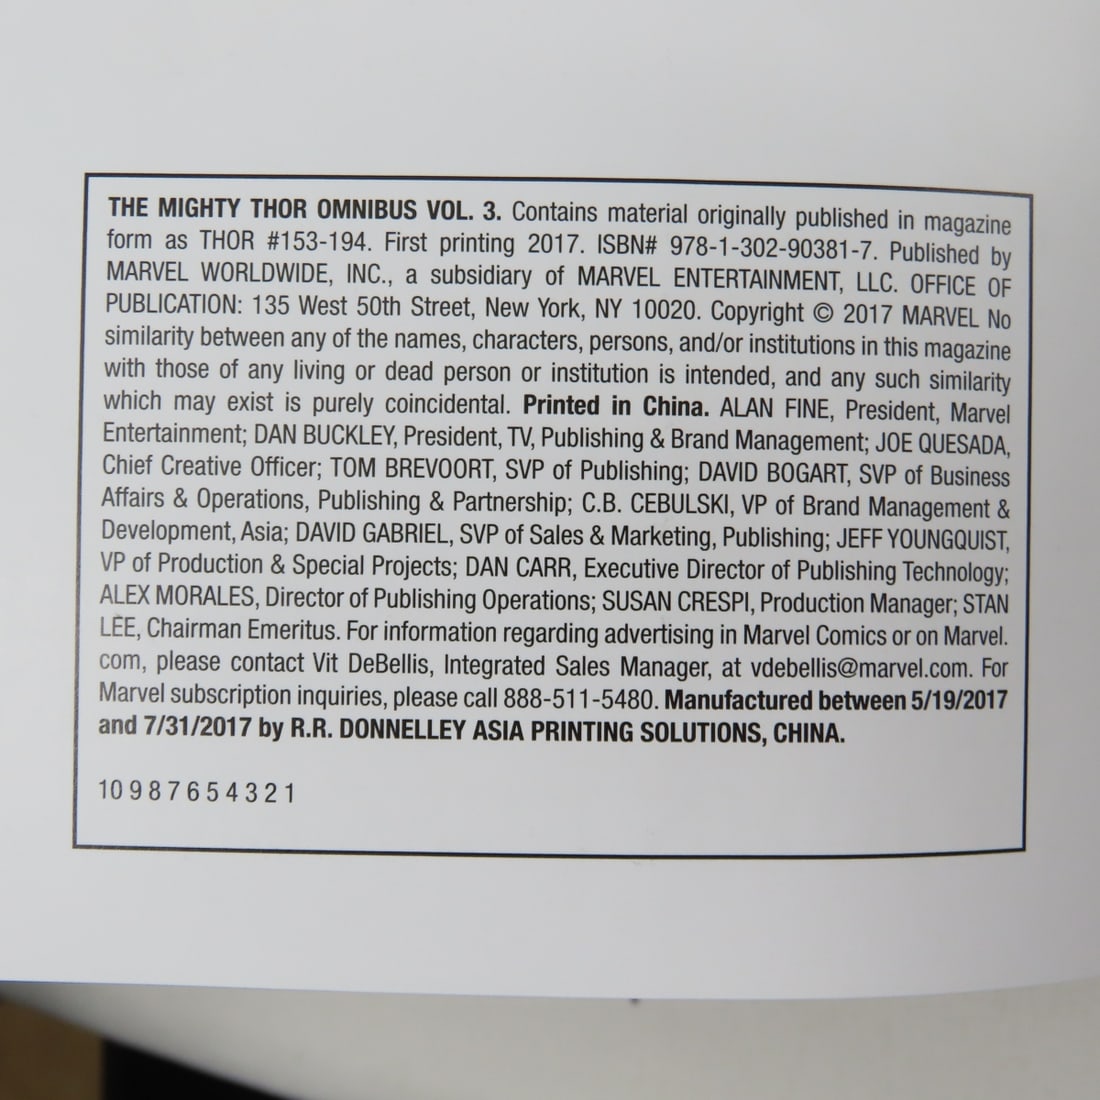 THE MIGHTY THOR OMNIBUS VOL. 3. Contains material originally published in magazine
form as THOR #153-194. First printing 2017. ISBN# 978-1-302-90381-7. Published by
MARVEL WORLDWIDE, INC., a subsidiary of MARVEL ENTERTAINMENT, LLC. OFFICE OF
PUBLICATION: 135 West 50th Street, New York, NY 10020. Copyright © 2017 MARVEL No
similarity between any of the names, characters, persons, and/or institutions in this magazine
with those of any living or dead person or institution is intended, and any such similarity
which may exist is purely coincidental. Printed in China. ALAN FINE, President, Marvel
Entertainment; DAN BUCKLEY, President, TV, Publishing & Brand Management; JOE QUESADA,
Chief Creative Officer; TOM BREVOORT, SVP of Publishing; DAVID BOGART, SVP of Business
Affairs & Operations, Publishing & Partnership; C.B. CEBULSKI, VP of Brand Management &
Development, Asia; DAVID GABRIEL, SVP of Sales & Marketing, Publishing; JEFF YOUNGQUIST,
VP of Production & Special Projects; DAN CARR, Executive Director of Publishing Technology;
ALEX MORALES, Director of Publishing Operations; SUSAN CRESPI, Production Manager; STAN
LEE, Chairman Emeritus. For information regarding advertising in Marvel Comics or on Marvel.
com, please contact Vit DeBellis, Integrated Sales Manager, at vdebellis@marvel.com. For
Marvel subscription inquiries, please call 888-511-5480. Manufactured between 5/19/2017
and 7/31/2017 by R.R. DONNELLEY ASIA PRINTING SOLUTIONS, CHINA.
10 9 8 7 6 5 4 3 2 1